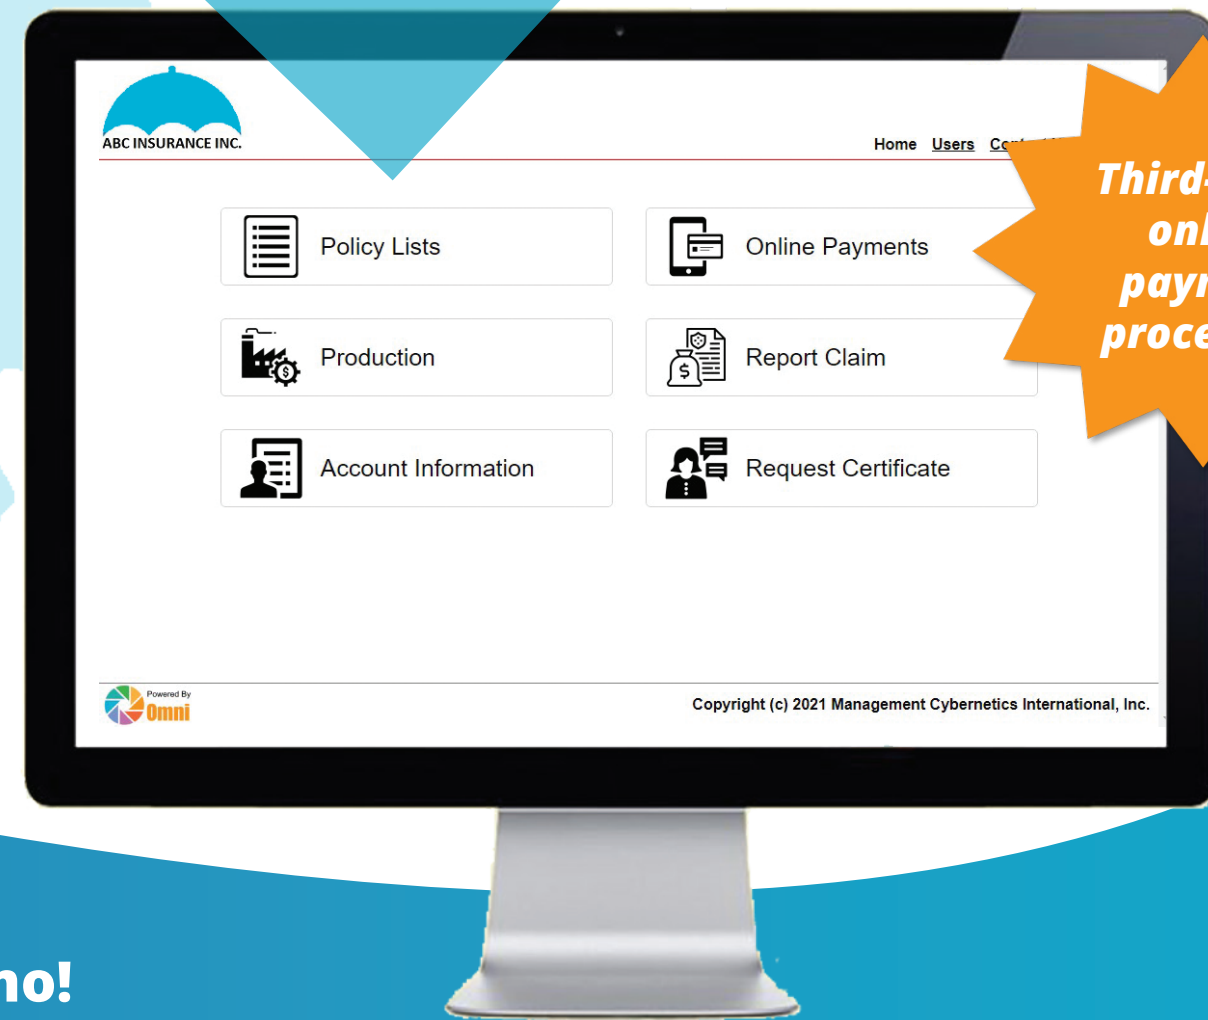 ABC INSURANCE INC.
Home Users
Policy Lists
Online Payments
Production
Report Claim
Account Information
Request Certificate
Powered By
Omni
Copyright (c) 2021 Management Cybernetics International, Inc.